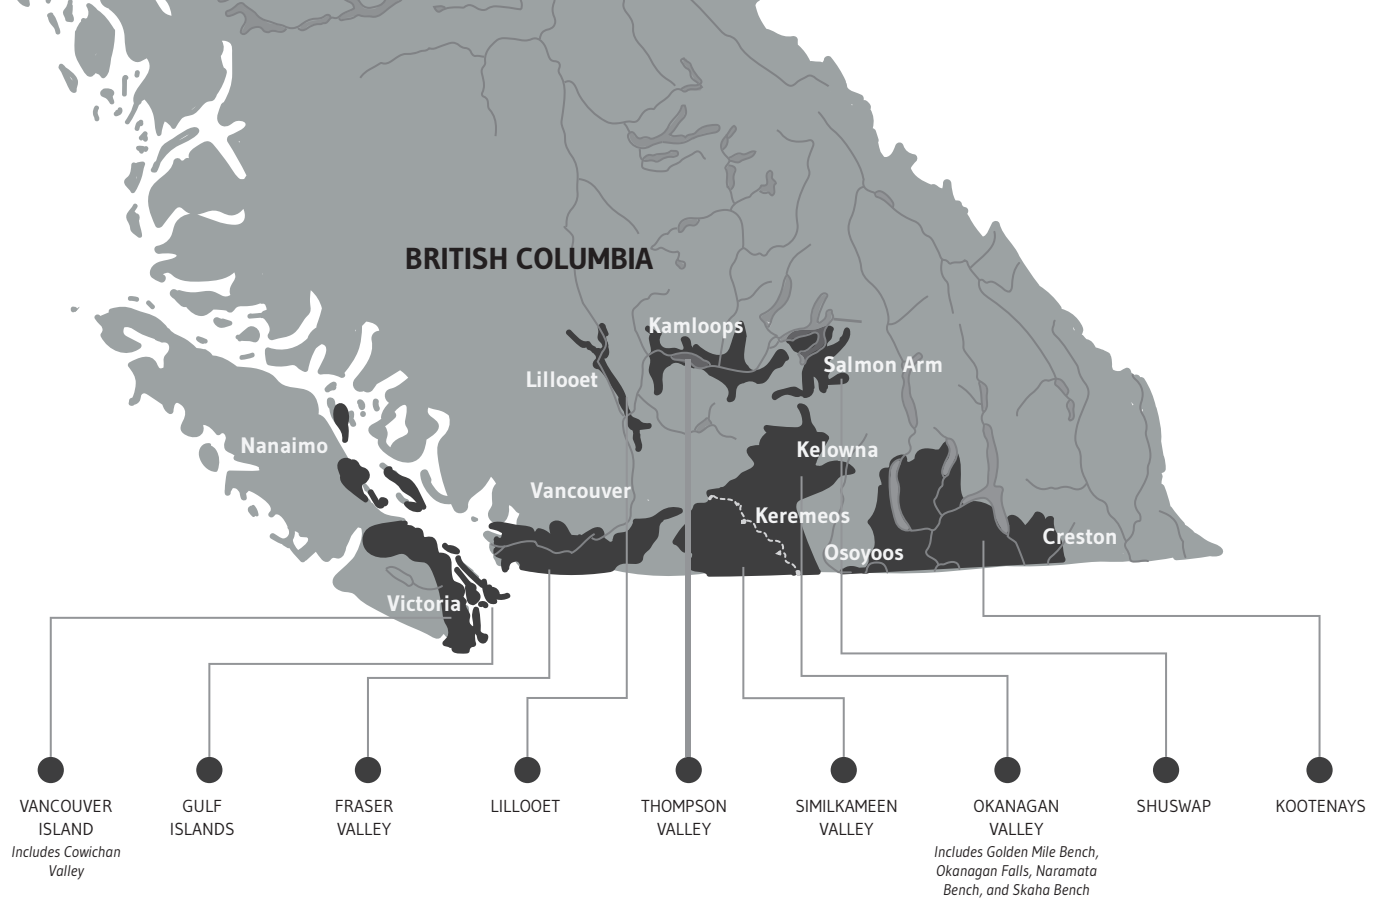 BRITISH COLUMBIA
Kamloops
Salmon Arm
Lillooet
Nanaimo
Kelowna
Vancouver
Keremeos
Creston
Osoyoos
Victoria
VANCOUVER
ISLAND
Includes Cowichan
Valley
GULF
ISLANDS
FRASER
VALLEY
LILLOOET
THOMPSON
VALLEY
SIMILKAMEEN
VALLEY
OKANAGAN
VALLEY
Includes Golden Mile Bench,
Okanagan Falls, Naramata
Bench, and Skaha Bench
SHUSWAP
KOOTENAYS